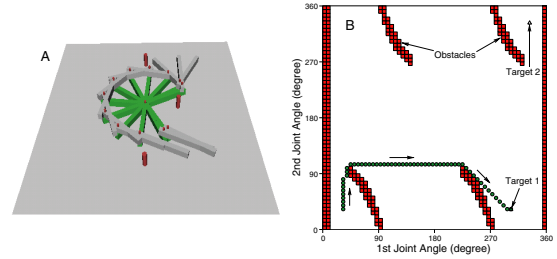 A
B
360
270
180
90
0
2nd Joint Angle (degree)
Obstacles
Target 2
Target 1
0 90 180 270 360
1st Joint Angle (degree)